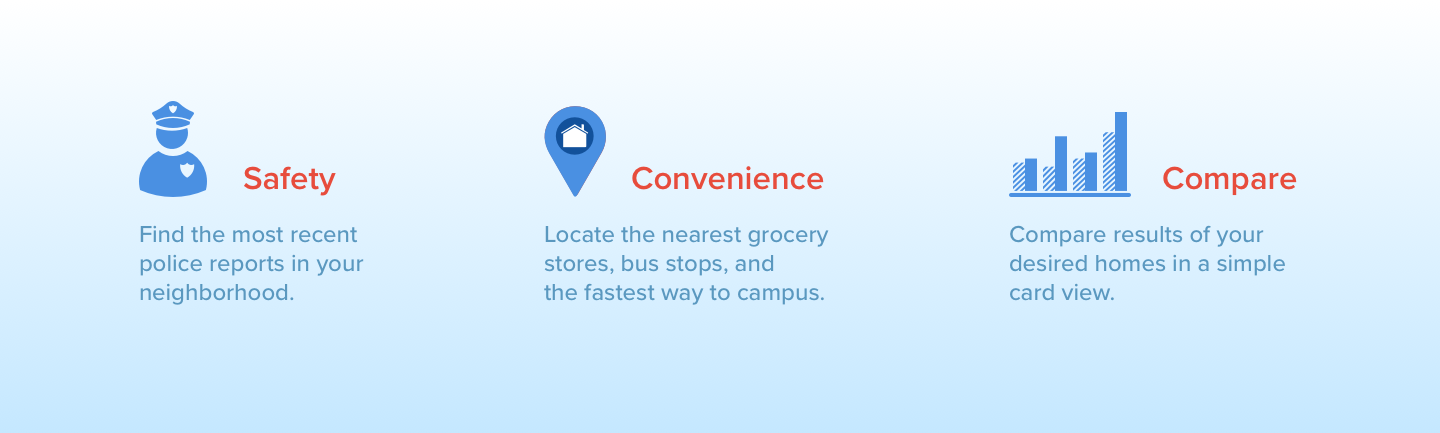 Safety
Find the most recent
police reports in your
neighborhood.
Convenience
Locate the nearest grocery
stores, bus stops, and
the fastest way to campus.
Compare
Compare results of your
desired homes in a simple
card view.